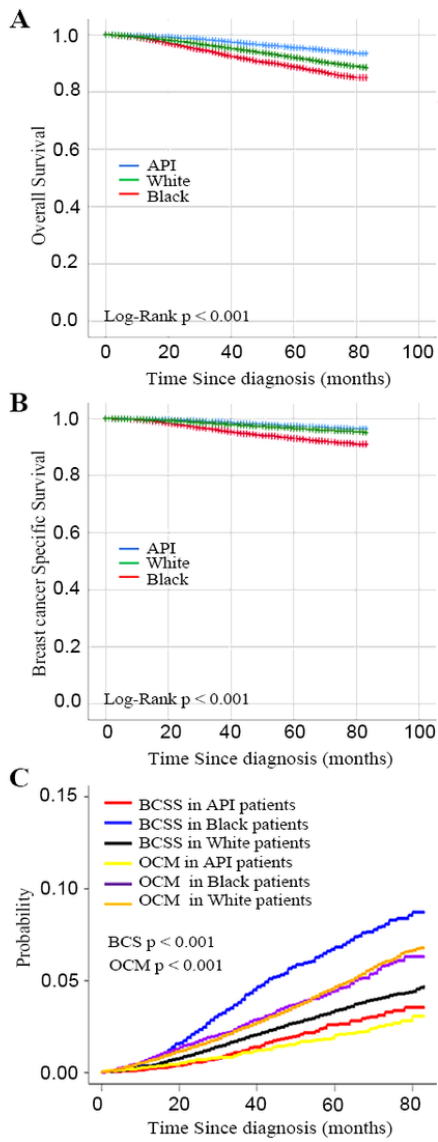 A
1.0
0.8
0.6
0.4
0.2
0.0
Overall Survival
API
White
Black
Log-Rank p < 0.001
0 20 40 60 80 100
Time Since diagnosis (months)
B
1.0
0.8
0.6
0.4
0.2
0.0
Breast cancer Specific Survival
API
White
Black
Log-Rank p < 0.001
0 20 40 60 80 100
Time Since diagnosis (months)
C
0.15
0.10
0.05
0.00
Probability
BCSS in API patients
BCSS in Black patients
BCSS in White patients
OCM in API patients
OCM in Black patients
OCM in White patients
BCS p < 0.001
OCM p < 0.001
0 20 40 60 80
Time Since diagnosis (months)